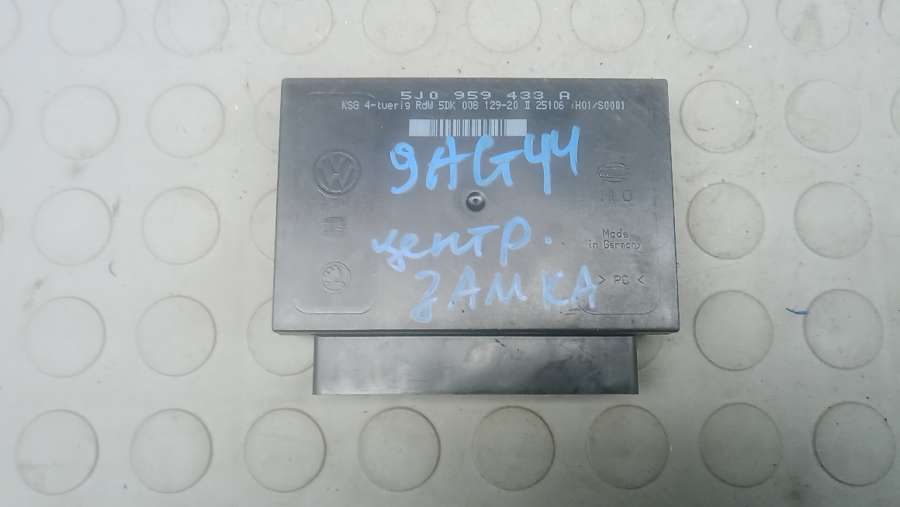 5J0 959 433 A
KSG 4-tuerig RdW 5DK 008 129-20 II 25106 H01/S0001
9AG44
центр.
ZАМКА
Made
in Germany
> PC <